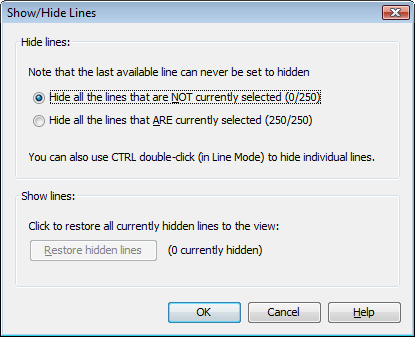 Show/Hide Lines
Hide lines:
Note that the last available line can never be set to hidden
Hide all the lines that are NOT currently selected (0/250)
Hide all the lines that ARE currently selected (250/250)
You can also use CTRL double-click (in Line Mode) to hide individual lines.
Show lines:
Click to restore all currently hidden lines to the view:
Restore hidden lines (0 currently hidden)
OK Cancel Help